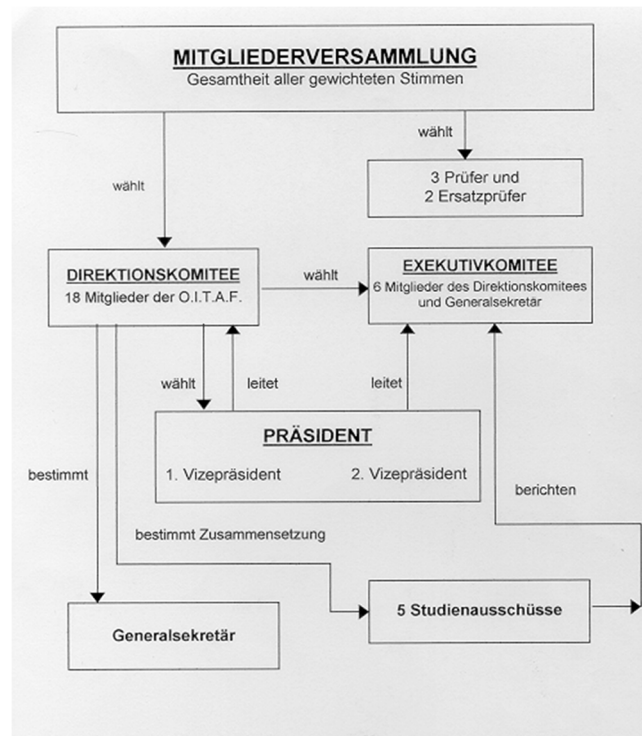 MITGLIEDERVERSAMMLUNG
Gesamtheit aller gewichteten Stimmen
wählt
wählt
3 Prüfer und
2 Ersatzprüfer
DIREKTIONSKOMITEE
18 Mitglieder der O.I.T.A.F.
wählt
EXEKUTIVKOMITEE
6 Mitglieder des Direktionskomitees
und Generalsekretär
wählt
leitet
leitet
PRÄSIDENT
1. Vizepräsident
2. Vizepräsident
bestimmt
berichten
bestimmt Zusammensetzung
5 Studienausschüsse
Generalsekretär